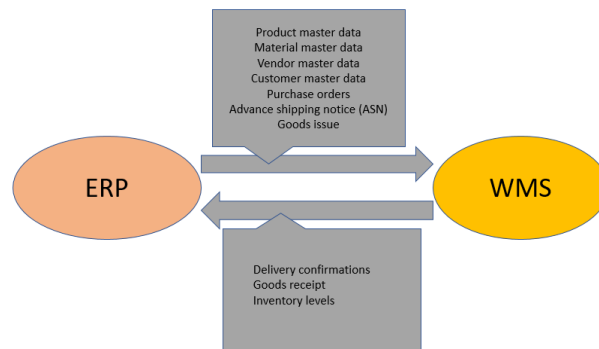 Product master data
Material master data
Vendor master data
Customer master data
Purchase orders
Advance shipping notice (ASN)
Goods issue
ERP
WMS
Delivery confirmations
Goods receipt
Inventory levels